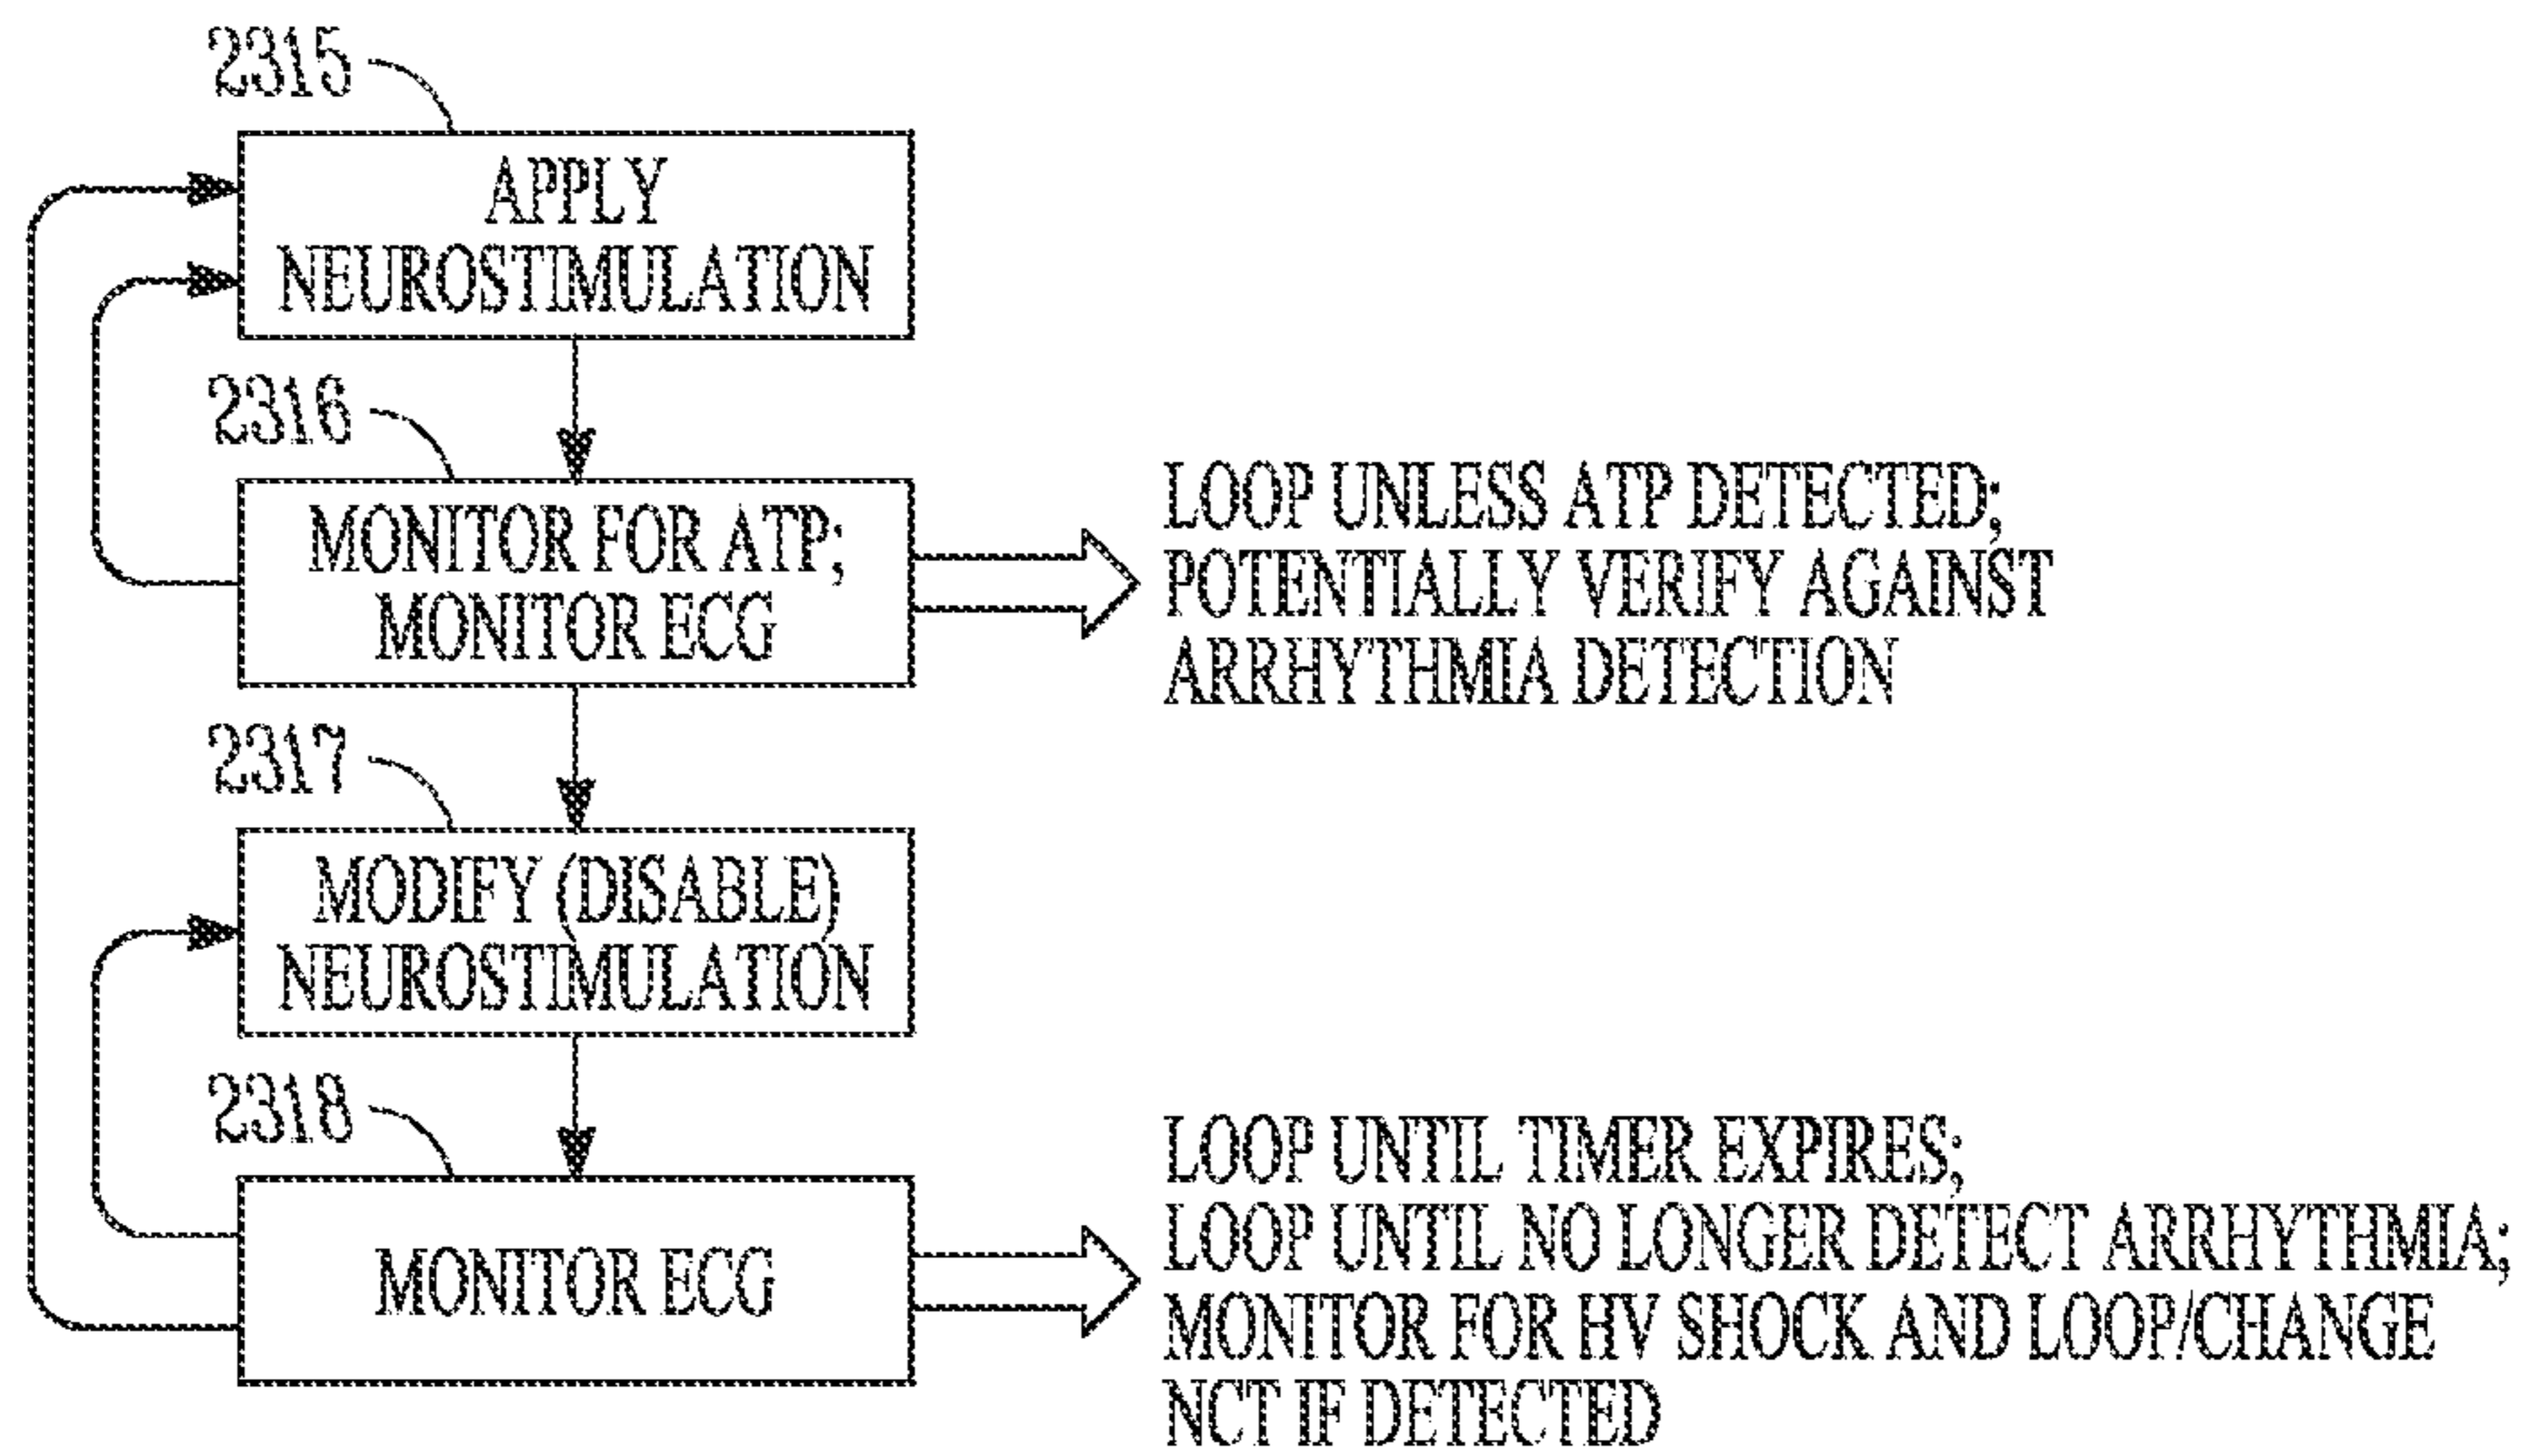 2315
APPLY
NEUROSTIMULATION
2316
MONITOR FOR ATP;
MONITOR ECG
LOOP UNLESS ATP DETECTED;
POTENTIALLY VERIFY AGAINST
ARRHYTHMIA DETECTION
2317
MODIFY (DISABLE)
NEUROSTIMULATION
2318
MONITOR ECG
LOOP UNTIL TIMER EXPIRES;
LOOP UNTIL NO LONGER DETECT ARRHYTHMIA;
MONITOR FOR HV SHOCK AND LOOP/CHANGE
NCT IF DETECTED